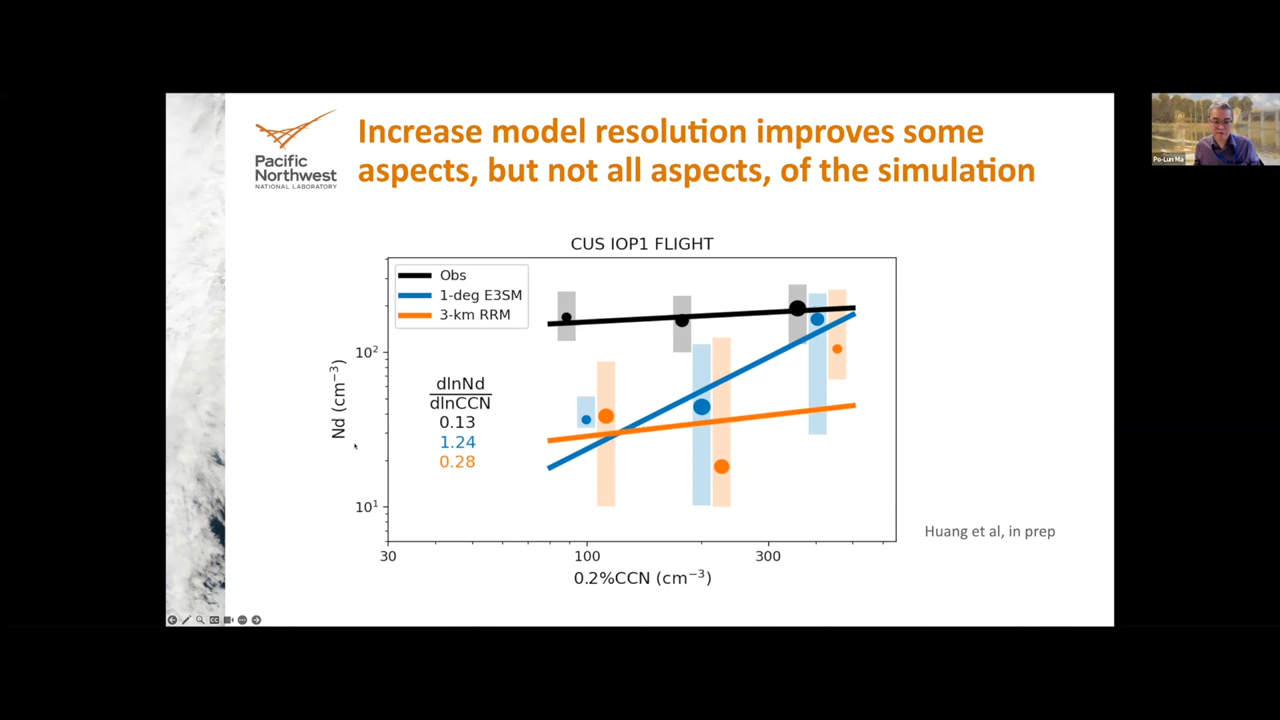 Pacific
Northwest
NATIONAL LABORATORY
Increase model resolution improves some
aspects, but not all aspects, of the simulation
Po-Lun Ma
CUS IOP1 FLIGHT
Obs
1-deg E3SM
3-km RRM
dlnNd
dlnCCN
0.13
1.24
0.28
Nd (cm⁻³)
10²
10¹
30
100
300
0.2%CCN (cm⁻³)
Huang et al, in prep